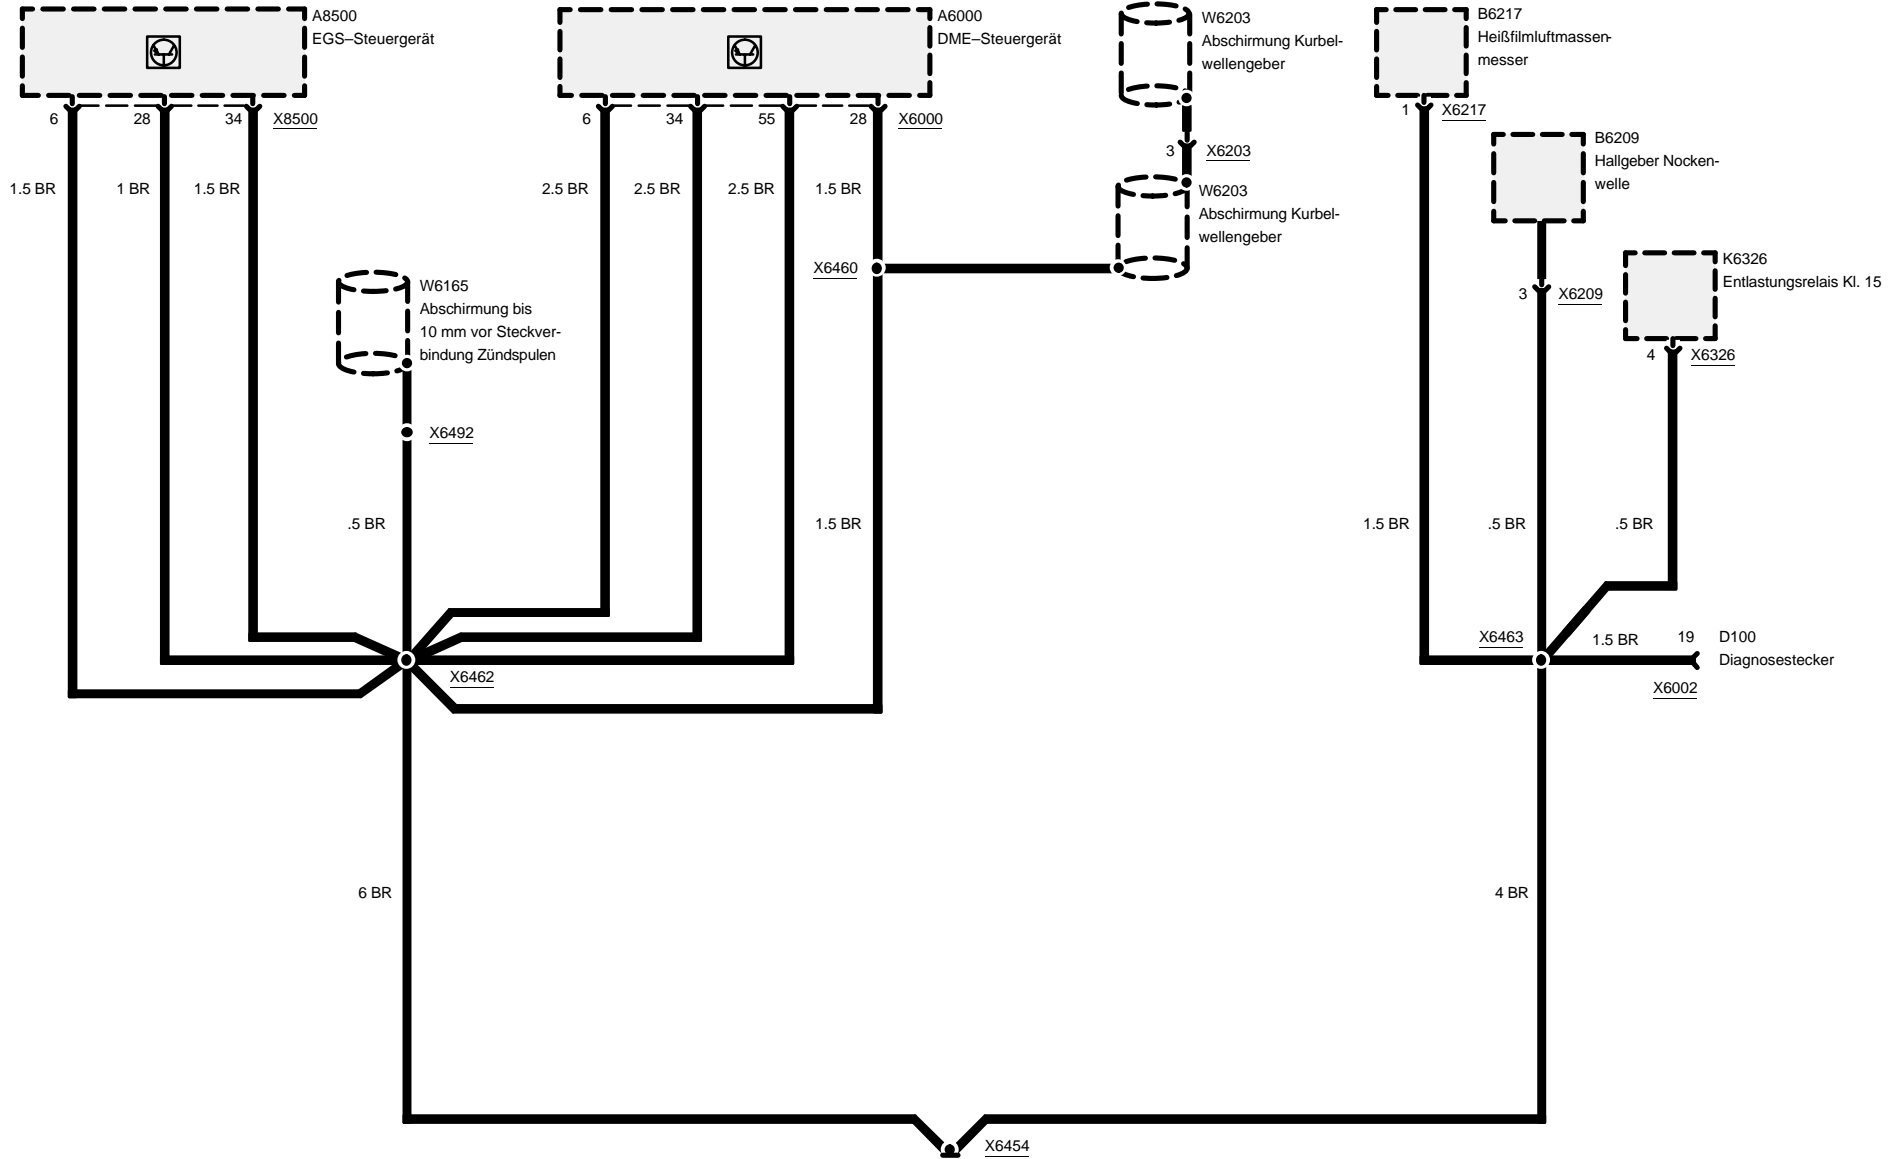 A8500
EGS–Steuergerät
A6000
DME–Steuergerät
W6203
Abschirmung Kurbel-
wellengeber
B6217
Heißfilmluftmassen-
messer
6
28
34
X8500
6
34
55
28
X6000
1
X6217
B6209
Hallgeber Nocken-
welle
3
X6203
1.5 BR
1 BR
1.5 BR
2.5 BR
2.5 BR
2.5 BR
1.5 BR
W6203
Abschirmung Kurbel-
wellengeber
X6460
K6326
Entlastungsrelais Kl. 15
W6165
Abschirmung bis
10 mm vor Steckver-
bindung Zündspulen
3
X6209
4
X6326
X6492
.5 BR
1.5 BR
1.5 BR
.5 BR
.5 BR
X6463
1.5 BR
19
D100
Diagnosestecker
X6462
X6002
6 BR
4 BR
X6454